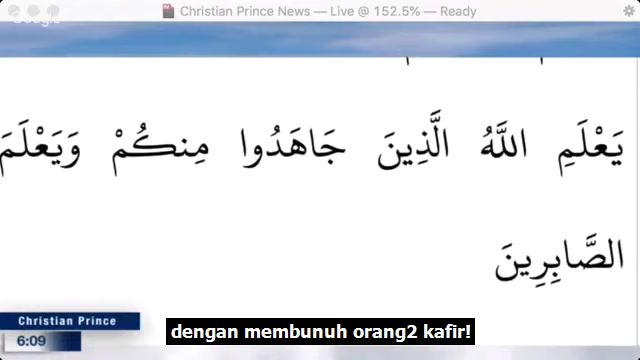 Christian Prince News — Live @ 152.5% — Ready
يَعْلَمِ اللَّهُ الَّذِينَ جَاهَدُوا مِنكُمْ وَيَعْلَمَ
الصَّابِرِينَ
Christian Prince
6:09
dengan membunuh orang2 kafir!